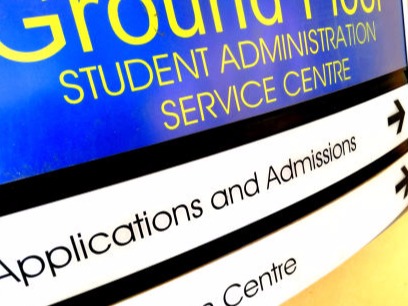 Ground Floor
STUDENT ADMINISTRATION
SERVICE CENTRE
Applications and Admissions
Centre